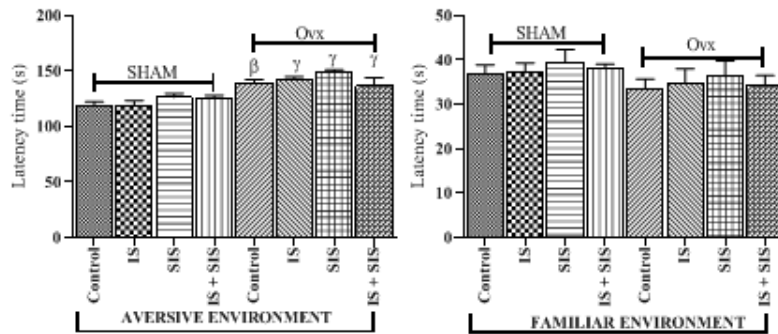 Latency time (s)
200
150
100
50
0
SHAM
Ovx
β
γ
γ
γ
Control
IS
SIS
IS + SIS
Control
IS
SIS
IS + SIS
AVERSIVE ENVIRONMENT
Latency time (s)
50
40
30
20
10
0
SHAM
Ovx
Control
IS
SIS
IS + SIS
Control
IS
SIS
IS + SIS
FAMILIAR ENVIRONMENT